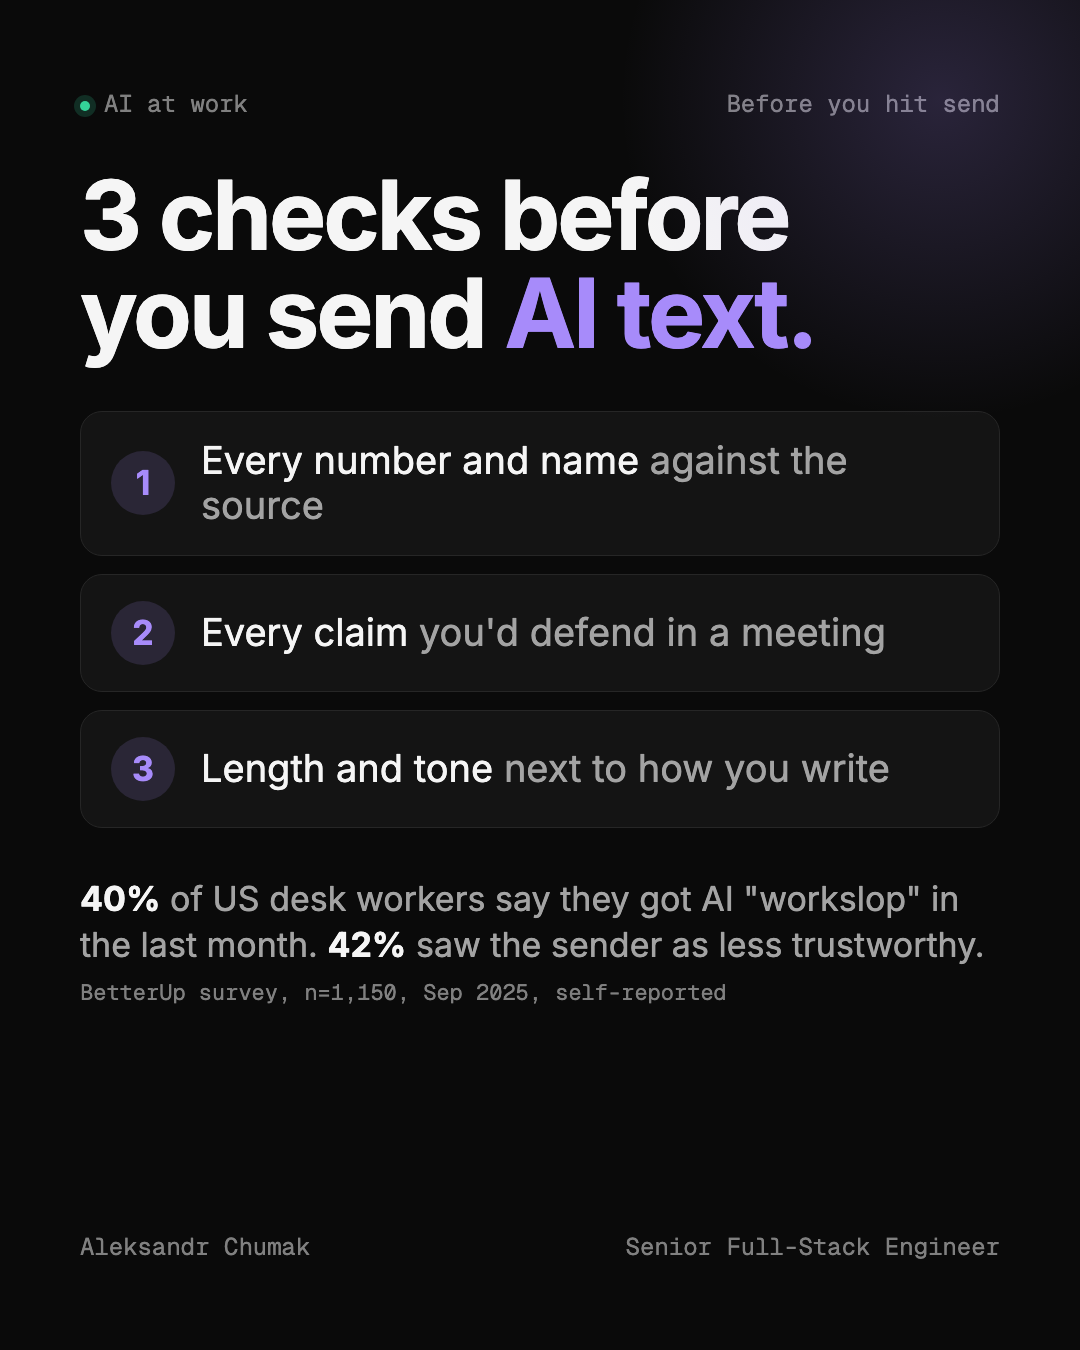 AI at work
Before you hit send
3 checks before
you send AI text.
1
Every number and name against the
source
2
Every claim you'd defend in a meeting
3
Length and tone next to how you write
40% of US desk workers say they got AI "workslop" in
the last month. 42% saw the sender as less trustworthy.
BetterUp survey, n=1,150, Sep 2025, self-reported
Aleksandr Chumak
Senior Full-Stack Engineer